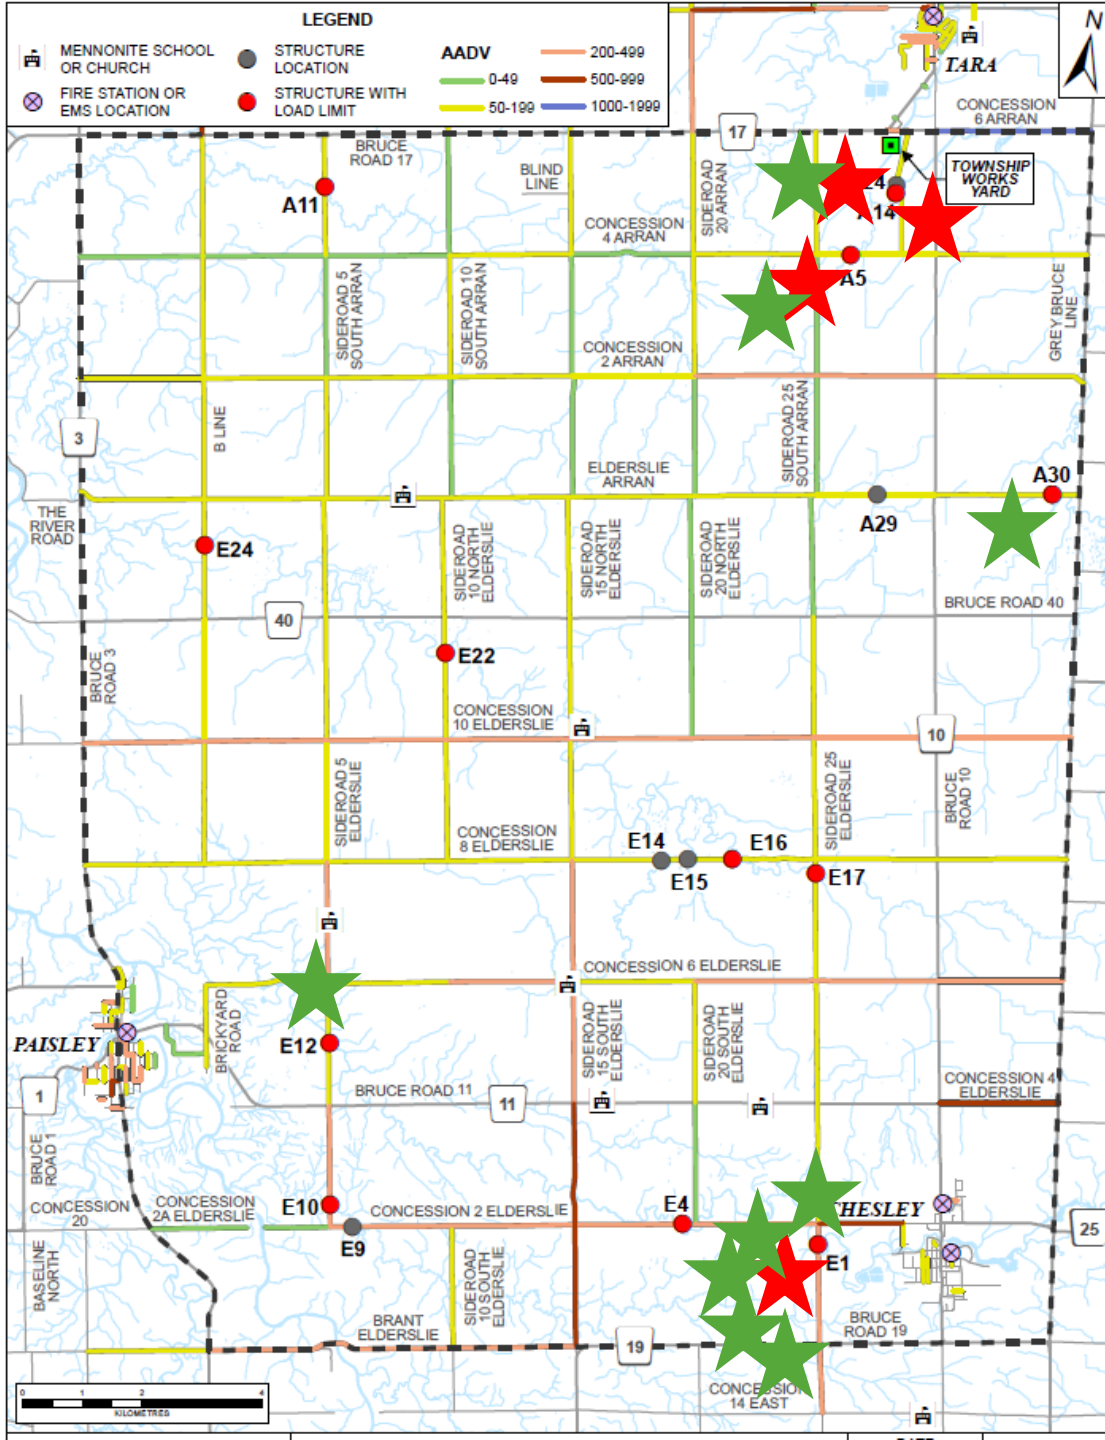 LEGEND
MENNONITE SCHOOL
OR CHURCH
STRUCTURE
LOCATION
FIRE STATION OR
EMS LOCATION
STRUCTURE WITH
LOAD LIMIT
AADV
0-49
50-199
200-499
500-999
1000-1999
N
TARA
CONCESSION
6 ARRAN
17
BRUCE
ROAD 17
BLIND
LINE
SIDEROAD
20 ARRAN
TOWNSHIP
WORKS
YARD
A11
4
A14
CONCESSION
4 ARRAN
A5
SIDEROAD 5
SOUTH ARRAN
SIDEROAD 10
SOUTH ARRAN
GREY BRUCE
LINE
CONCESSION
2 ARRAN
3
B LINE
SIDEROAD 25
SOUTH ARRAN
ELDERSLIE
ARRAN
A30
A29
THE
RIVER
ROAD
E24
SIDEROAD
10 NORTH
ELDERSLIE
SIDEROAD
15 NORTH
ELDERSLIE
SIDEROAD
20 NORTH
ELDERSLIE
BRUCE ROAD 40
40
E22
BRUCE
ROAD 3
CONCESSION
10 ELDERSLIE
10
SIDEROAD 5
ELDERSLIE
SIDEROAD 25
ELDERSLIE
BRUCE
ROAD 10
CONCESSION
8 ELDERSLIE
E14
E15
E16
E17
CONCESSION 6 ELDERSLIE
BRICKYARD
ROAD
PAISLEY
E12
SIDEROAD
15 SOUTH
ELDERSLIE
SIDEROAD
20 SOUTH
ELDERSLIE
1
BRUCE ROAD 11
11
CONCESSION 4
ELDERSLIE
BRUCE
ROAD 1
CONCESSION
20
CONCESSION
2A ELDERSLIE
E10
E9
CONCESSION 2 ELDERSLIE
E4
CHESLEY
E1
25
BASELINE
NORTH
SIDEROAD
10 SOUTH
ELDERSLIE
BRANT
ELDERSLIE
19
BRUCE
ROAD 19
CONCESSION
14 EAST
0
1
2
4
KILOMETRES